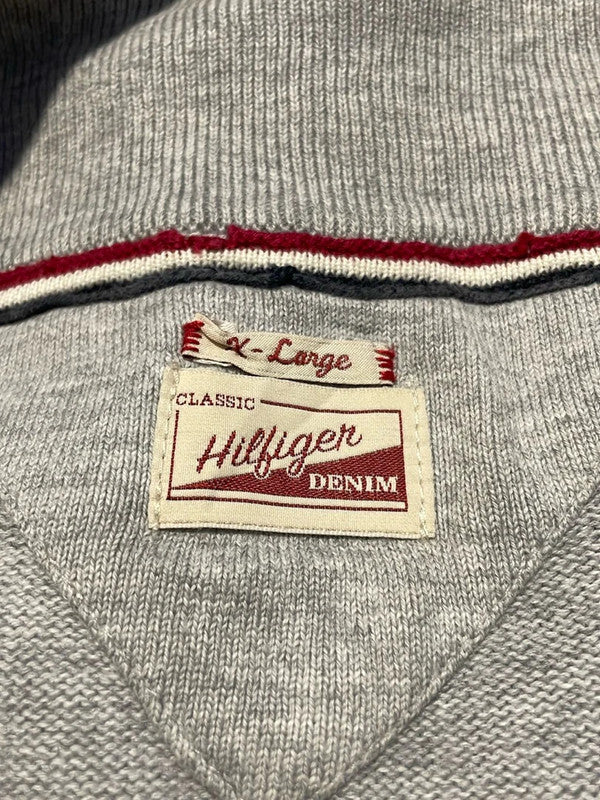 X-Large
CLASSIC
Hilfiger
DENIM